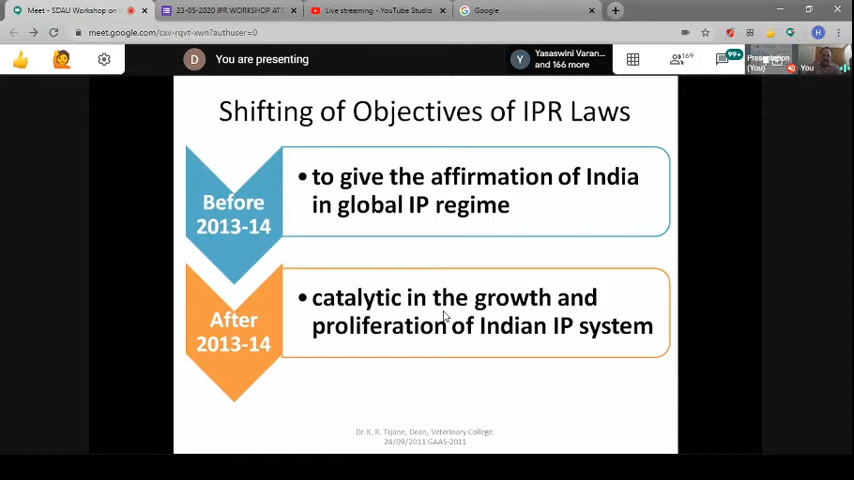 Meet - SDAU Workshop on I
23-05-2020 IPR WORKSHOP ATT
Live streaming - YouTube Studio
Google
meet.google.com/cxv-rqvt-xwn?authuser=0
H
D
You are presenting
Y
Yasaswini Varan...
and 166 more
169
99+
Presentation
(You)
You
Shifting of Objectives of IPR Laws
Before
2013-14
• to give the affirmation of India
in global IP regime
After
2013-14
• catalytic in the growth and
proliferation of Indian IP system
Dr. K. R. Tajane, Dean, Veterinary College.
28/09/2011 GAAS-2011